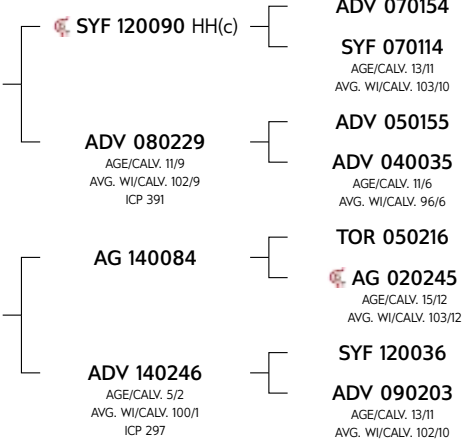 ADV 070154
SYF 120090 HH(c)
SYF 070114
AGE/CALV. 13/11
AVG. WI/CALV. 103/10
ADV 050155
ADV 080229
AGE/CALV. 11/9
AVG. WI/CALV. 102/9
ICP 391
ADV 040035
AGE/CALV. 11/6
AVG. WI/CALV. 96/6
TOR 050216
AG 140084
AG 020245
AGE/CALV. 15/12
AVG. WI/CALV. 103/12
SYF 120036
ADV 140246
AGE/CALV. 5/2
AVG. WI/CALV. 100/1
ICP 297
ADV 090203
AGE/CALV. 13/11
AVG. WI/CALV. 102/10